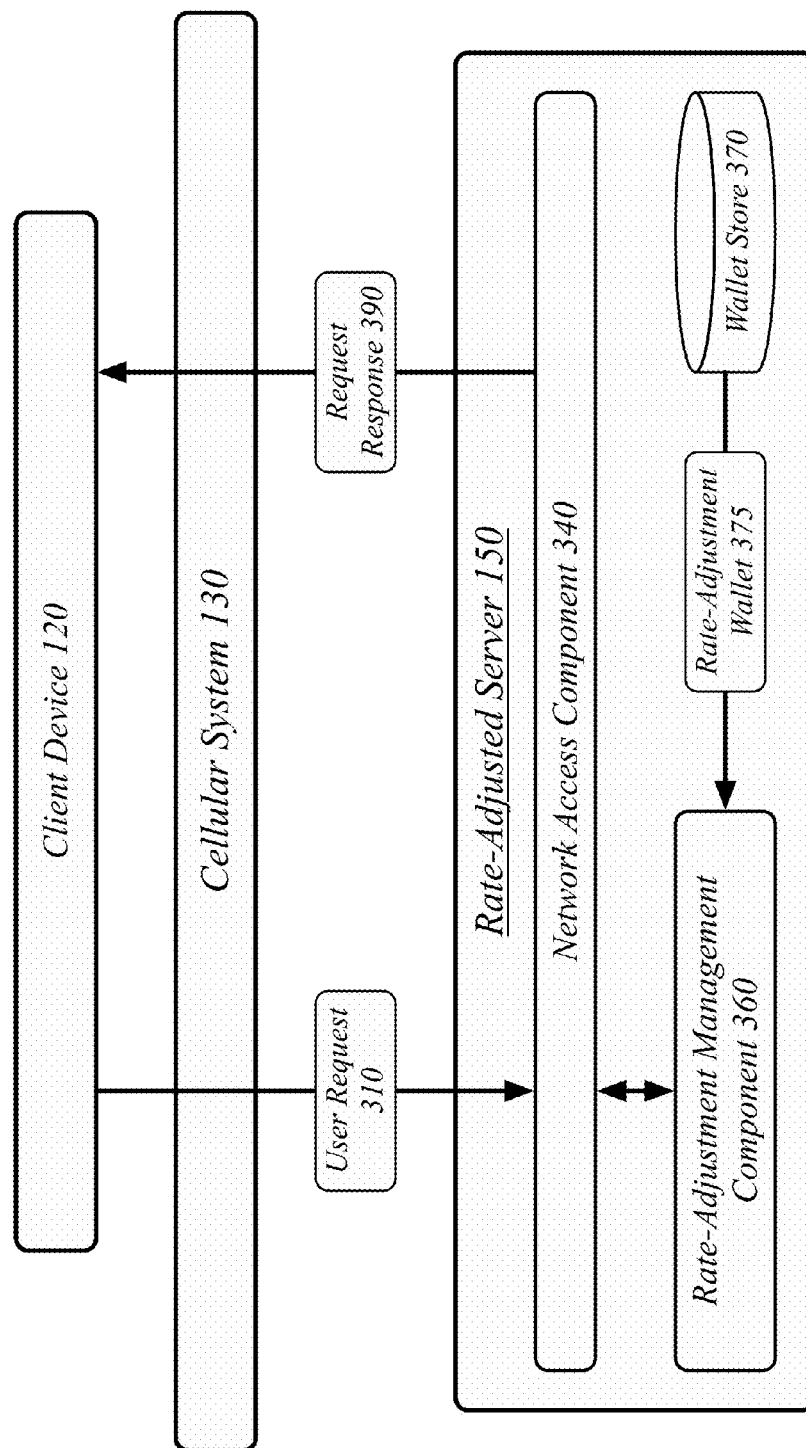 Client Device 120
Cellular System 130
User Request
310
Request
Response 390
Rate-Adjusted Server 150
Network Access Component 340
Rate-Adjustment Management
Component 360
Rate-Adjustment
Wallet 375
Wallet Store 370